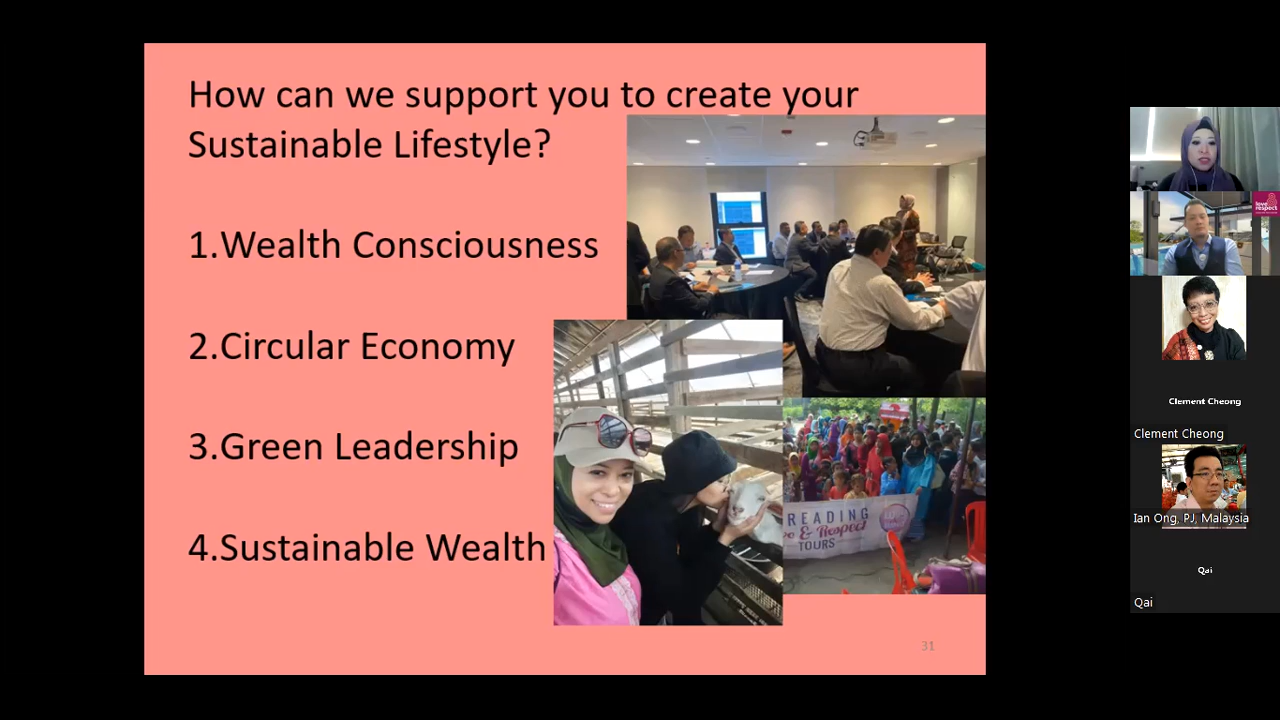 How can we support you to create your
Sustainable Lifestyle?
1.Wealth Consciousness
2.Circular Economy
3.Green Leadership
4.Sustainable Wealth
READING
& Respect
TOURS
31
love
respect
Clement Cheong
Clement Cheong
Ian Ong, PJ, Malaysia
Qai
Qai